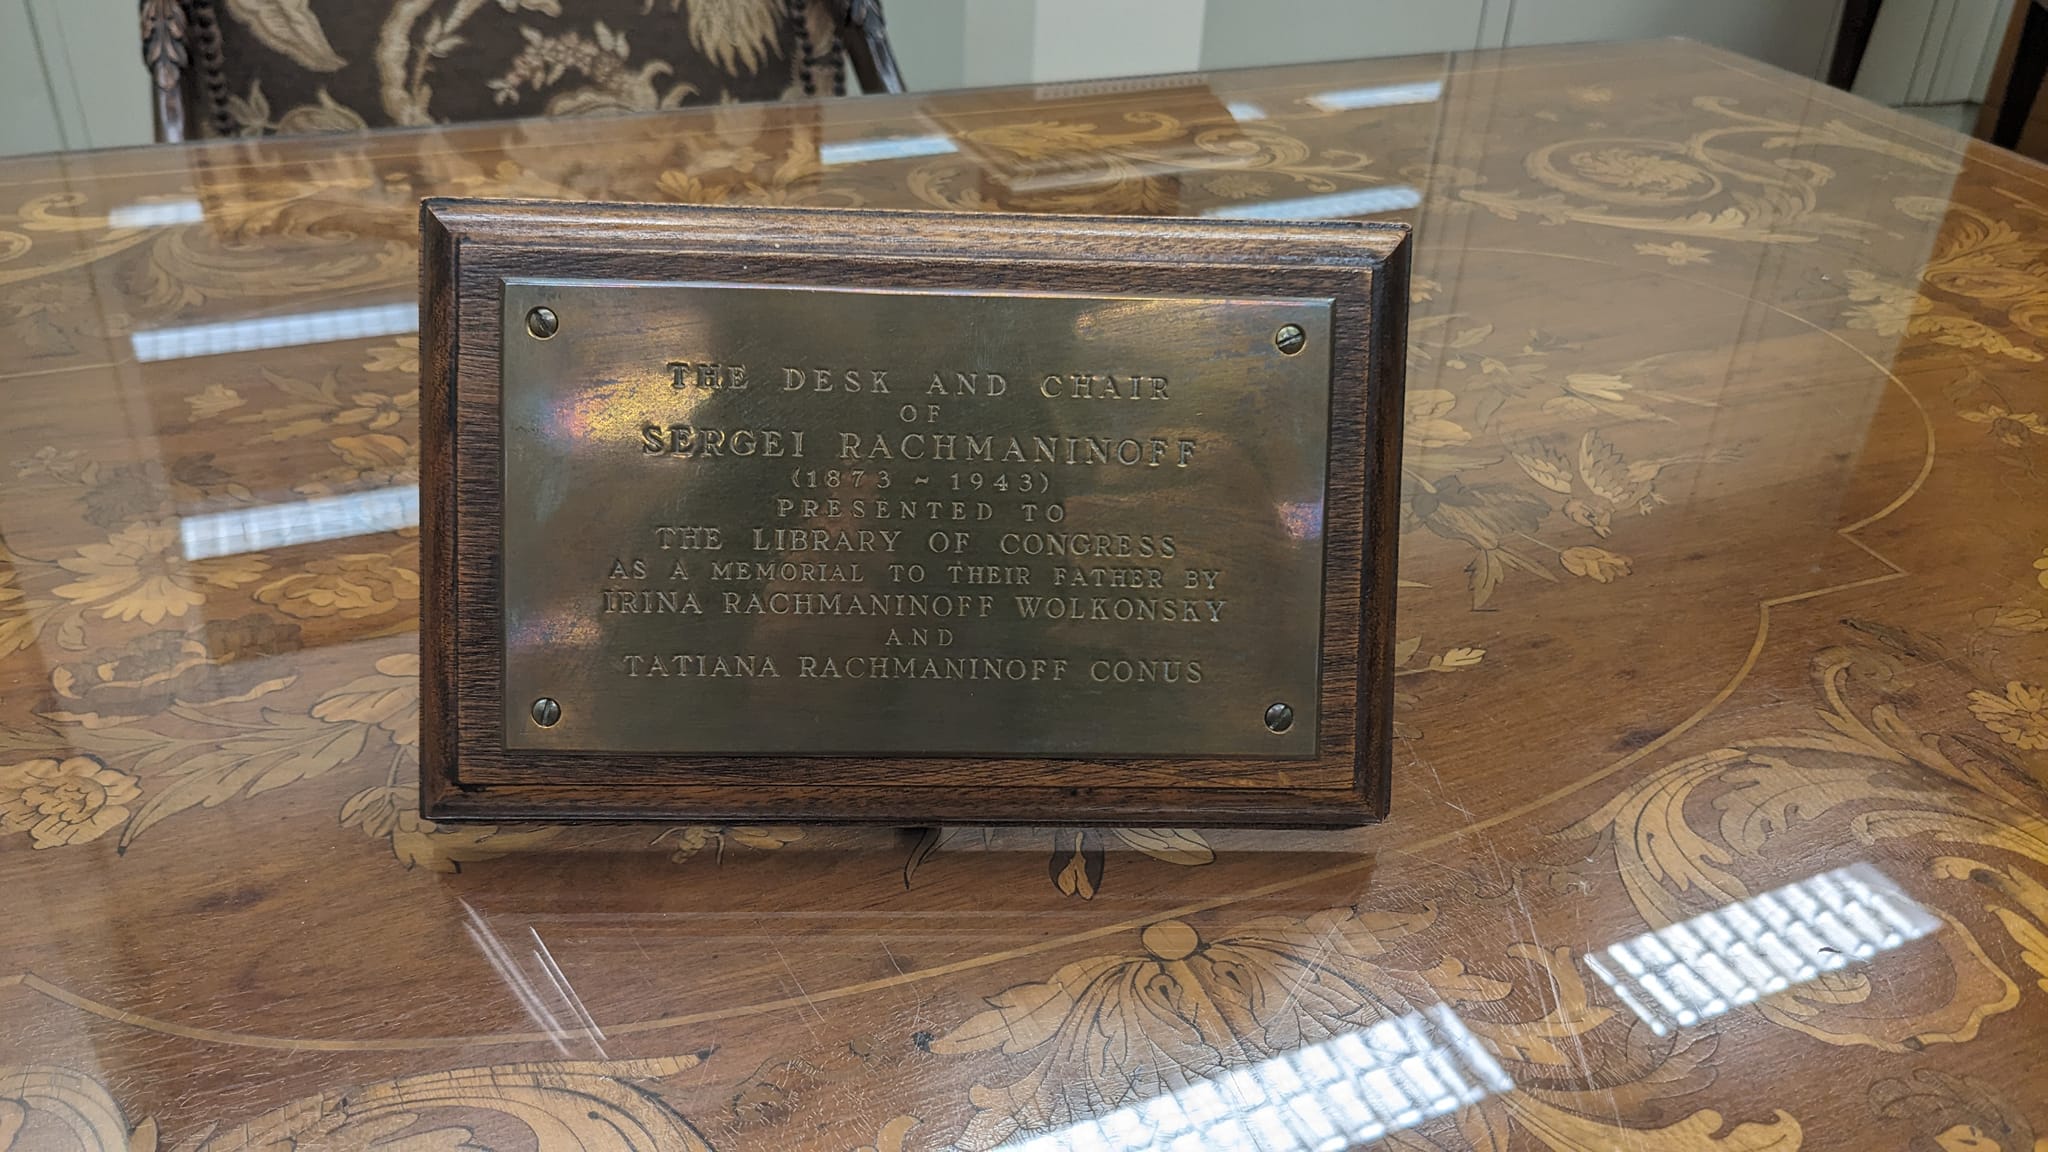 THE DESK AND CHAIR
OF
SERGEI RACHMANINOFF
(1873 ~ 1943)
PRESENTED TO
THE LIBRARY OF CONGRESS
AS A MEMORIAL TO THEIR FATHER BY
IRINA RACHMANINOFF WOLKONSKY
AND
TATIANA RACHMANINOFF CONUS